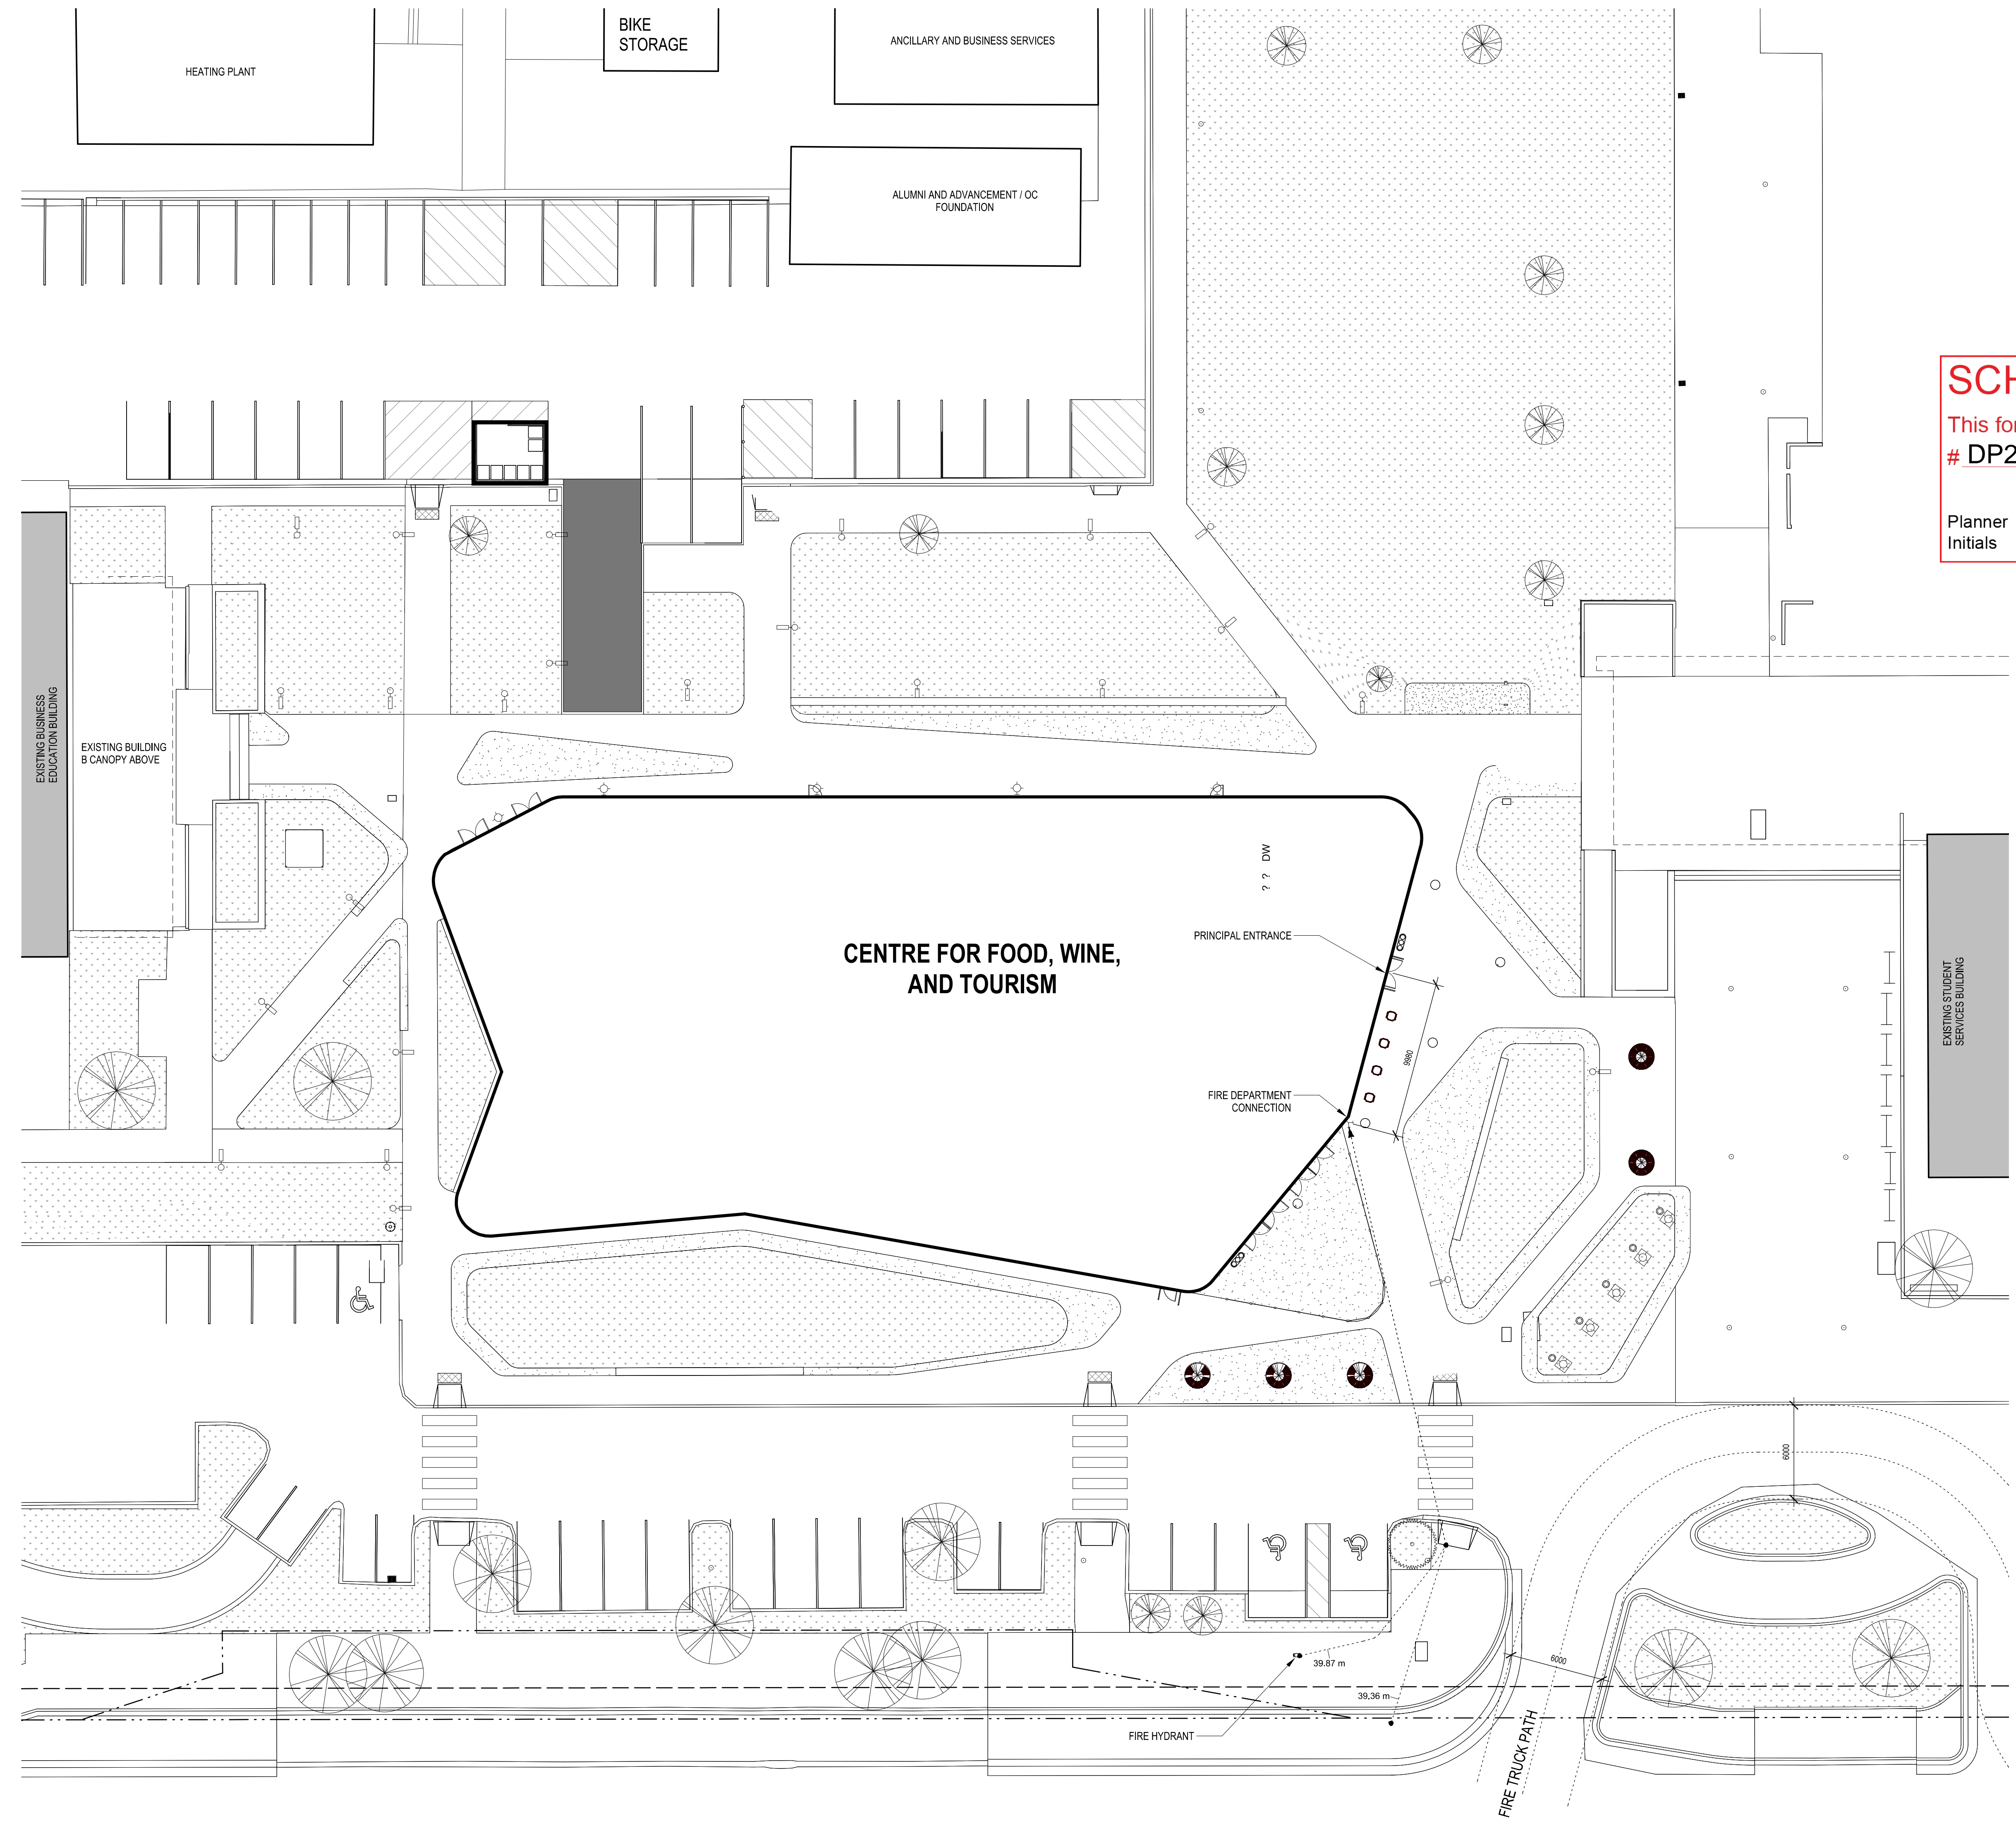 BIKE
STORAGE
ANCILLARY AND BUSINESS SERVICES
HEATING PLANT
ALUMNI AND ADVANCEMENT / OC
FOUNDATION
SCH
This for
# DP2
Planner
Initials
EXISTING BUSINESS
EDUCATION BUILDING
EXISTING BUILDING
B CANOPY ABOVE
? ? DW
PRINCIPAL ENTRANCE
CENTRE FOR FOOD, WINE,
AND TOURISM
EXISTING STUDENT
SERVICES BUILDING
9980
FIRE DEPARTMENT
CONNECTION
6000
39.87 m
6000
39.36 m
FIRE HYDRANT
FIRE TRUCK PATH